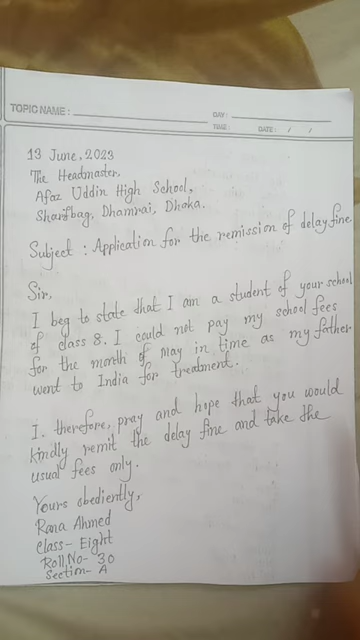 TOPIC NAME :
DAY :
TIME :
DATE : / /
13 June, 2023
The Headmaster,
Afaz Uddin High School,
Sharifbag, Dhamrai, Dhaka.
Subject : Application for the remission of delay fine
Sir,
I beg to state that I am a student of your school
of class 8. I could not pay my school fees
for the month of May in time as my father
went to India for treatment.
I. therefore, pray and hope that you would
kindly remit the delay fine and take the
usual fees only.
Yours obediently,
Rana Ahmed
Class- Eight
Roll,No- 30
Section- A